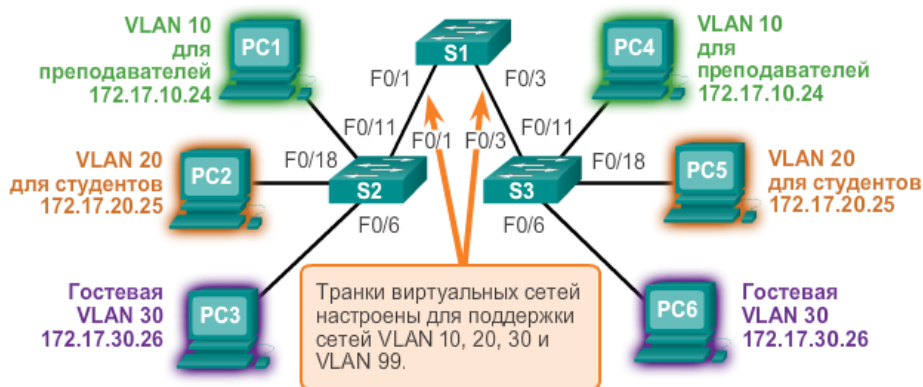 VLAN 10
для
преподавателей
172.17.10.24
PC1
S1
PC4
VLAN 10
для
преподавателей
172.17.10.24
F0/1
F0/3
F0/11
F0/1
F0/3
F0/11
VLAN 20
для студентов
172.17.20.25
PC2
F0/18
S2
S3
F0/18
PC5
VLAN 20
для студентов
172.17.20.25
F0/6
F0/6
Гостевая
VLAN 30
172.17.30.26
PC3
Транки виртуальных сетей
настроены для поддержки
сетей VLAN 10, 20, 30 и
VLAN 99.
PC6
Гостевая
VLAN 30
172.17.30.26